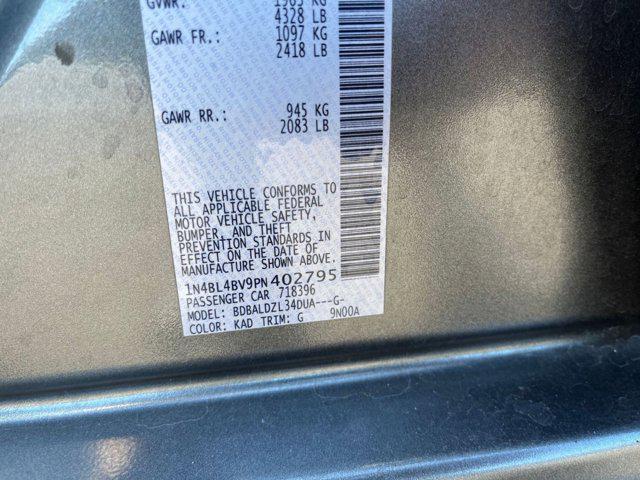 GVWR: 1963 KG
4328 LB
GAWR FR.: 1097 KG
2418 LB
GAWR RR.: 945 KG
2083 LB
THIS VEHICLE CONFORMS TO
ALL APPLICABLE FEDERAL
MOTOR VEHICLE SAFETY,
BUMPER, AND THEFT
PREVENTION STANDARDS IN
EFFECT ON THE DATE OF
MANUFACTURE SHOWN ABOVE.
1N4BL4BV9PN402795
PASSENGER CAR 718396
MODEL: BDBALDZL34DUA---G-
COLOR: KAD TRIM: G 9N00A